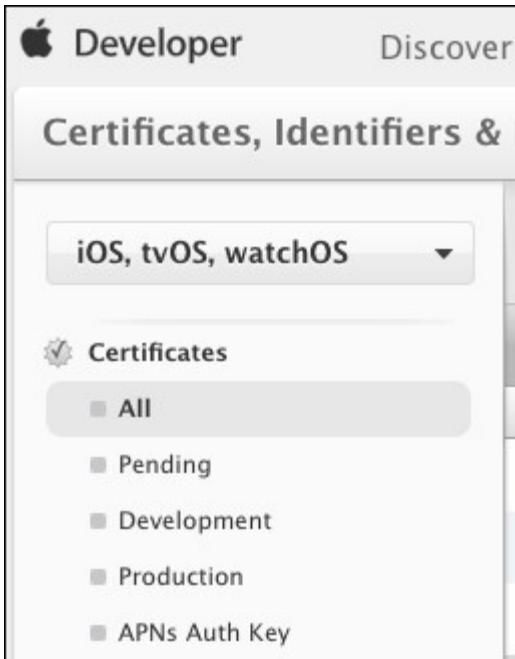 Developer Discover
Certificates, Identifiers &
iOS, tvOS, watchOS
Certificates
All
Pending
Development
Production
APNs Auth Key